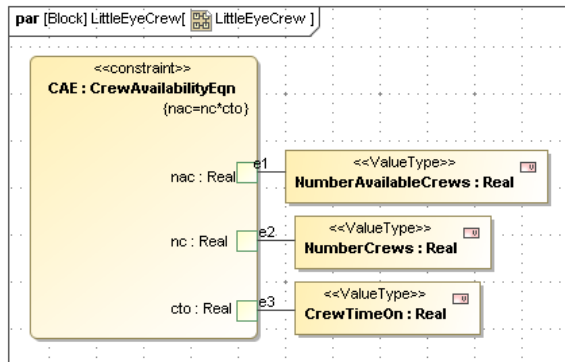 par [Block] LittleEyeCrew[ LittleEyeCrew ]
<<constraint>>
CAE : CrewAvailabilityEqn
{nac=nc*cto}
nac : Real
e1
<<ValueType>>
NumberAvailableCrews : Real
nc : Real
e2
<<ValueType>>
NumberCrews : Real
cto : Real
e3
<<ValueType>>
CrewTimeOn : Real